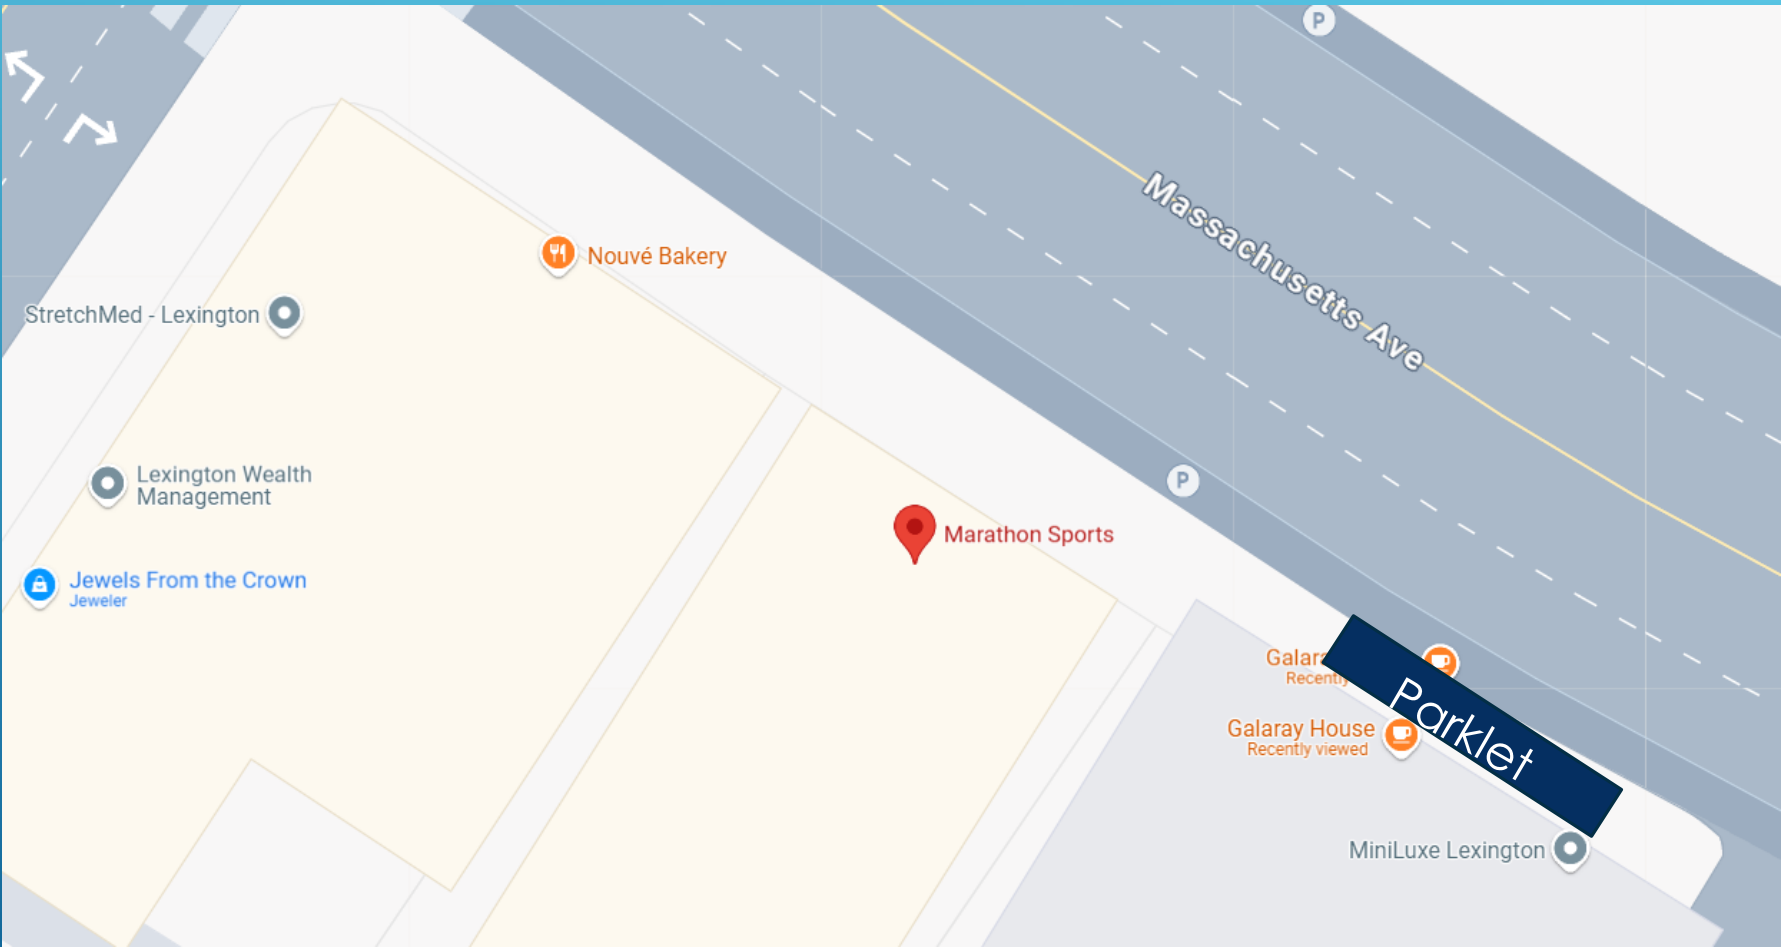 P
Massachusetts Ave
Nouvé Bakery
StretchMed - Lexington
Lexington Wealth
Management
P
Marathon Sports
Jewels From the Crown
Jeweler
Parklet
Galaray House
Recently viewed
MiniLuxe Lexington